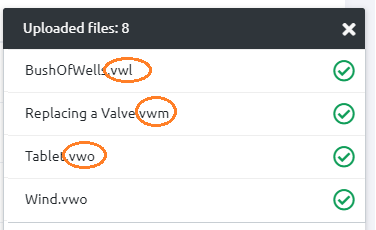 Uploaded files: 8
BushOfWells.vwl
Replacing a Valve.vwm
Tablet.vwo
Wind.vwo